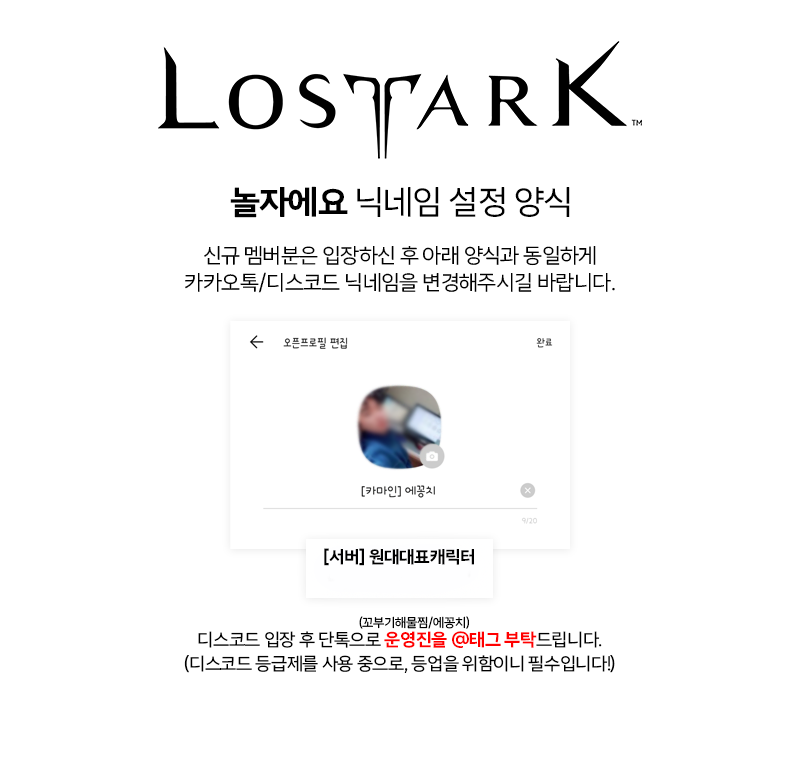 LOSTARK™
놀자에요 닉네임 설정 양식
신규 멤버분은 입장하신 후 아래 양식과 동일하게
카카오톡/디스코드 닉네임을 변경해주시길 바랍니다.
오픈프로필 편집 완료
[카마인] 에꽁치
9/20
[서버] 원대대표캐릭터
(꼬부기해물찜/에꽁치)
디스코드 입장 후 단톡으로 운영진을 @태그 부탁드립니다.
(디스코드 등급제를 사용 중으로, 등업을 위함이니 필수입니다!)